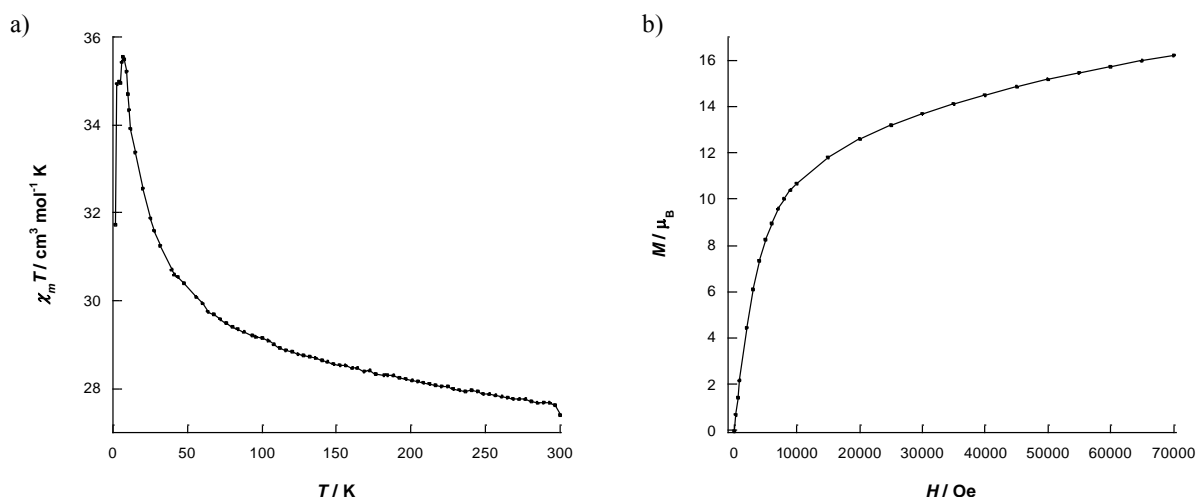 a)
36
34
32
30
28
χmT / cm³ mol⁻¹ K
0 50 100 150 200 250 300
T / K
b)
16
14
12
10
8
6
4
2
0
M / μB
0 10000 20000 30000 40000 50000 60000 70000
H / Oe